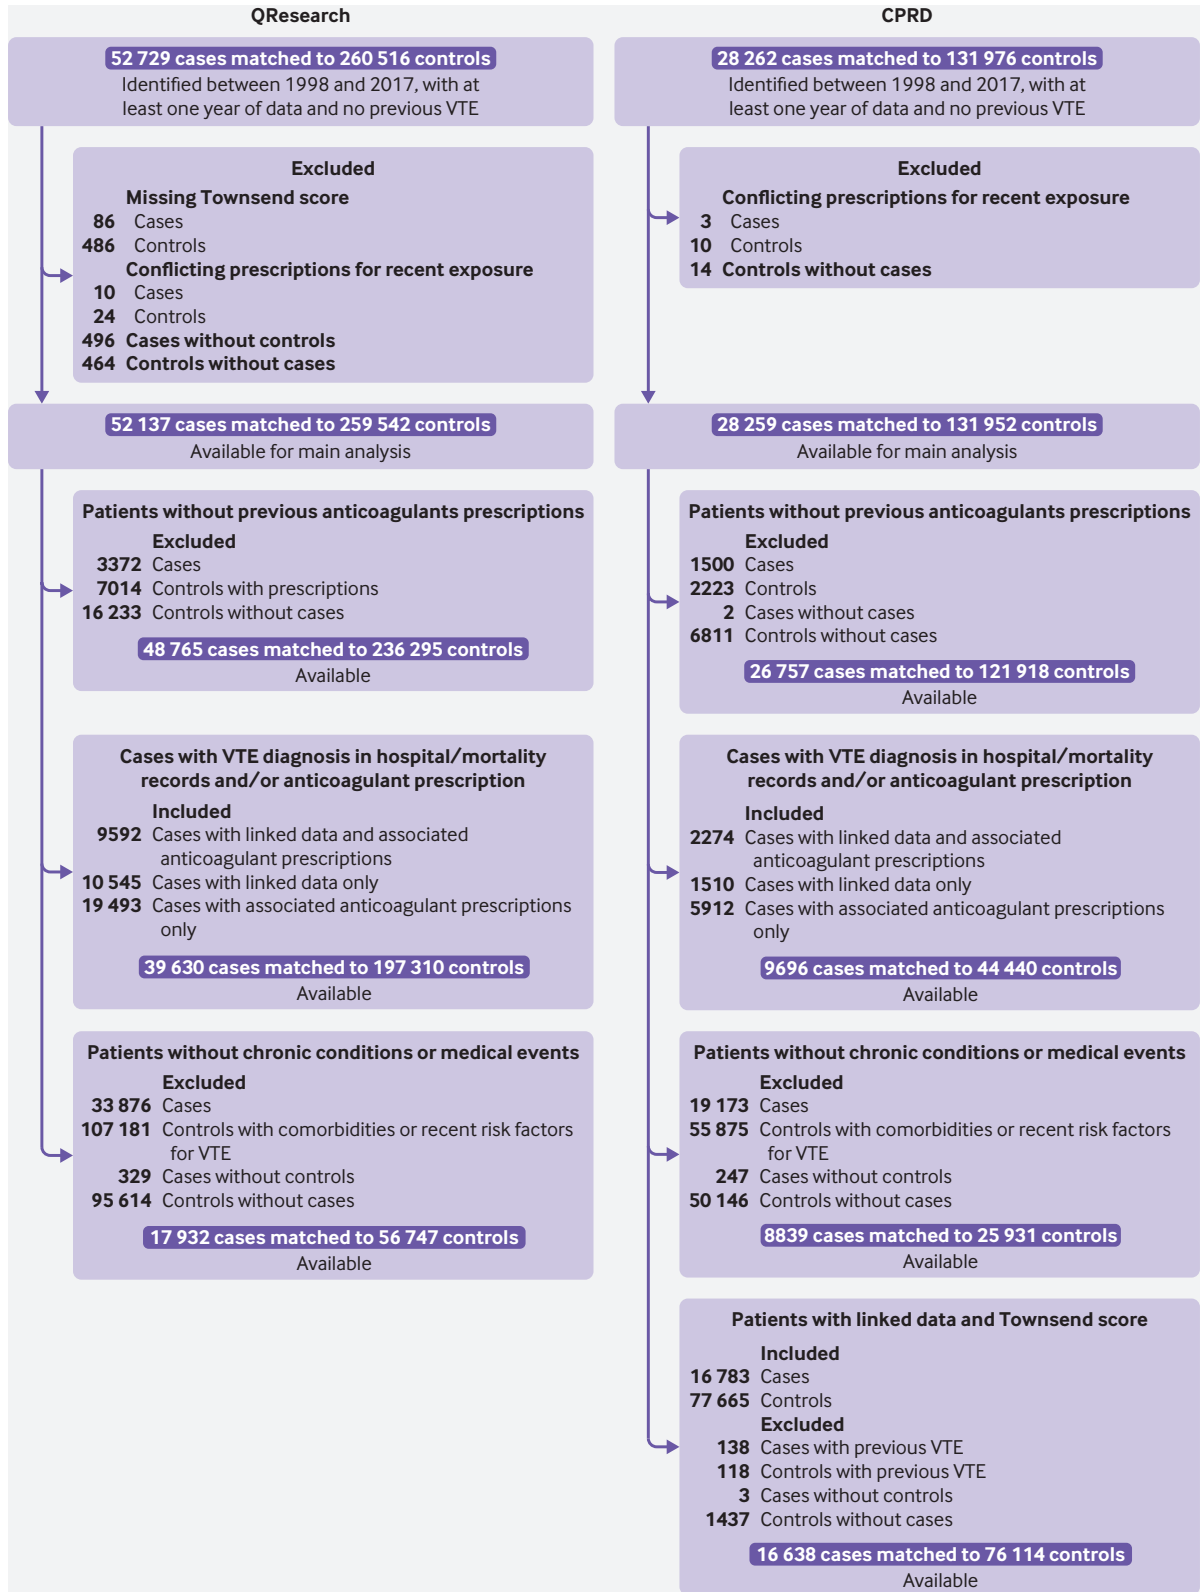 QResearch
52 729 cases matched to 260 516 controls
Identified between 1998 and 2017, with at
least one year of data and no previous VTE
Excluded
Missing Townsend score
86 Cases
486 Controls
Conflicting prescriptions for recent exposure
10 Cases
24 Controls
496 Cases without controls
464 Controls without cases
52 137 cases matched to 259 542 controls
Available for main analysis
Patients without previous anticoagulants prescriptions
Excluded
3372 Cases
7014 Controls with prescriptions
16 233 Controls without cases
48 765 cases matched to 236 295 controls
Available
Cases with VTE diagnosis in hospital/mortality
records and/or anticoagulant prescription
Included
9592 Cases with linked data and associated
anticoagulant prescriptions
10 545 Cases with linked data only
19 493 Cases with associated anticoagulant prescriptions
only
39 630 cases matched to 197 310 controls
Available
Patients without chronic conditions or medical events
Excluded
33 876 Cases
107 181 Controls with comorbidities or recent risk factors
for VTE
329 Cases without controls
95 614 Controls without cases
17 932 cases matched to 56 747 controls
Available
CPRD
28 262 cases matched to 131 976 controls
Identified between 1998 and 2017, with at
least one year of data and no previous VTE
Excluded
Conflicting prescriptions for recent exposure
3 Cases
10 Controls
14 Controls without cases
28 259 cases matched to 131 952 controls
Available for main analysis
Patients without previous anticoagulants prescriptions
Excluded
1500 Cases
2223 Controls
2 Cases without cases
6811 Controls without cases
26 757 cases matched to 121 918 controls
Available
Cases with VTE diagnosis in hospital/mortality
records and/or anticoagulant prescription
Included
2274 Cases with linked data and associated
anticoagulant prescriptions
1510 Cases with linked data only
5912 Cases with associated anticoagulant prescriptions
only
9696 cases matched to 44 440 controls
Available
Patients without chronic conditions or medical events
Excluded
19 173 Cases
55 875 Controls with comorbidities or recent risk factors
for VTE
247 Cases without controls
50 146 Controls without cases
8839 cases matched to 25 931 controls
Available
Patients with linked data and Townsend score
Included
16 783 Cases
77 665 Controls
Excluded
138 Cases with previous VTE
118 Controls with previous VTE
3 Cases without controls
1437 Controls without cases
16 638 cases matched to 76 114 controls
Available